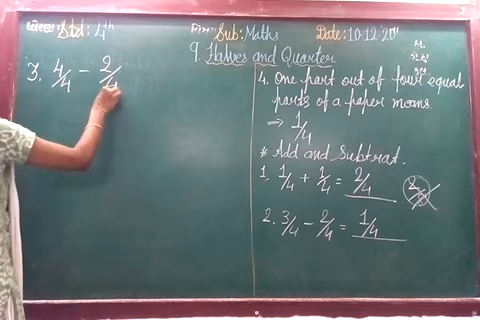 Std: 4th
Sub: Maths
Date: 10-12 '20
9. Halves and Quarter
3. 4/4 - 2/4
4. One part out of four equal
parts of a paper means
⇒ 1/4
* Add and Subtrat.
1. 1/4 + 1/4 = 2/4
2. 3/4 - 2/4 = 1/4